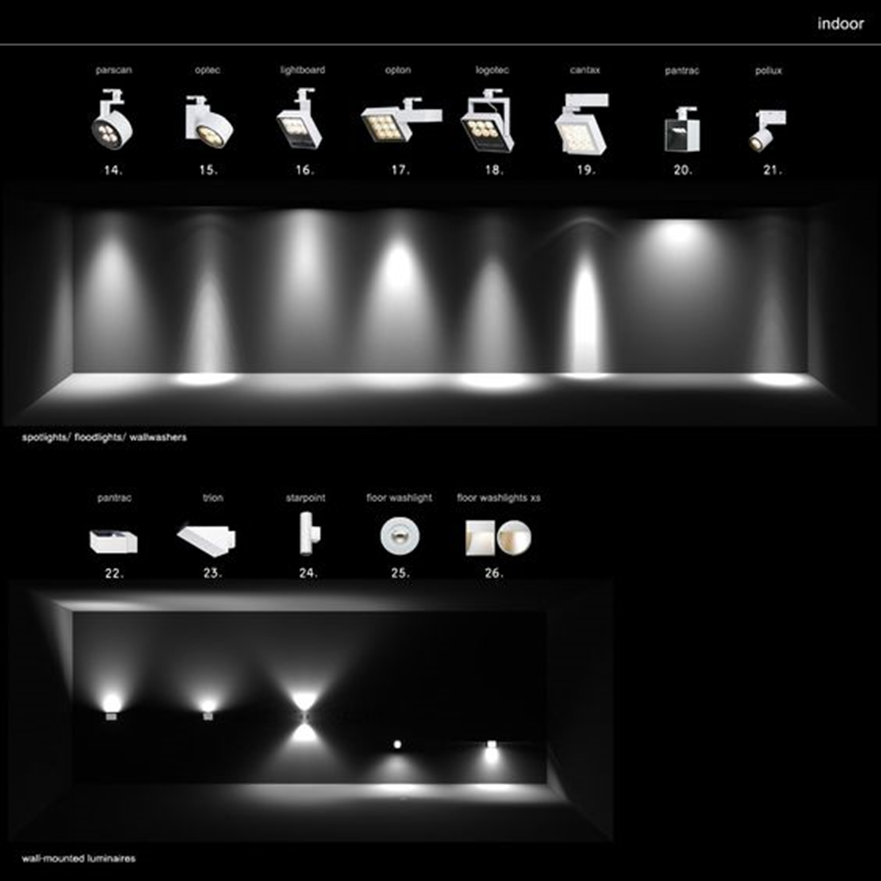 indoor
parscan optec lightboard opton logotec cantax pantrac pollux
14. 15. 16. 17. 18. 19. 20. 21.
spotlights/ floodlights/ wallwashers
pantrac trion starpoint floor washlight floor washlights xs
22. 23. 24. 25. 26.
wall-mounted luminaires